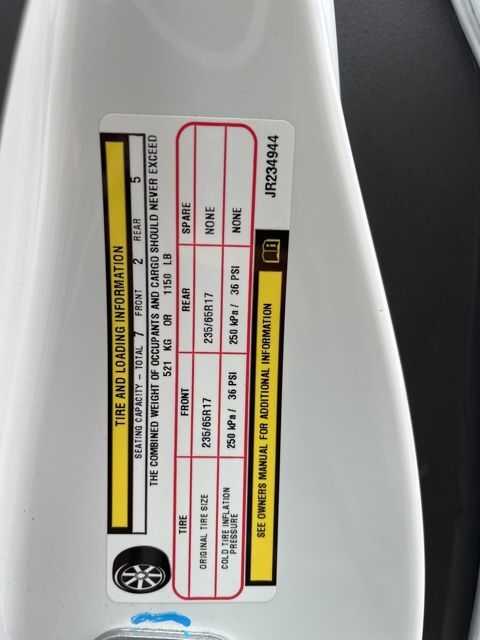 TIRE AND LOADING INFORMATION
SEATING CAPACITY - TOTAL 7 FRONT 2 REAR 5
THE COMBINED WEIGHT OF OCCUPANTS AND CARGO SHOULD NEVER EXCEED
521 KG OR 1150 LB
TIRE FRONT REAR SPARE
ORIGINAL TIRE SIZE 235/65R17 235/65R17 NONE
COLD TIRE INFLATION PRESSURE 250 kPa / 36 PSI 250 kPa / 36 PSI NONE
SEE OWNERS MANUAL FOR ADDITIONAL INFORMATION
JR234944